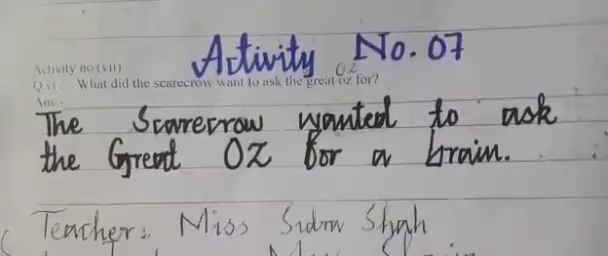 Activity No. 07
Activity no (vii)
OZ
Q.vi. What did the scarecrow want to ask the great oz for?
Ans -
The Scarecrow wanted to ask
the Great OZ for a brain.
Teacher: Miss Sidra Shah